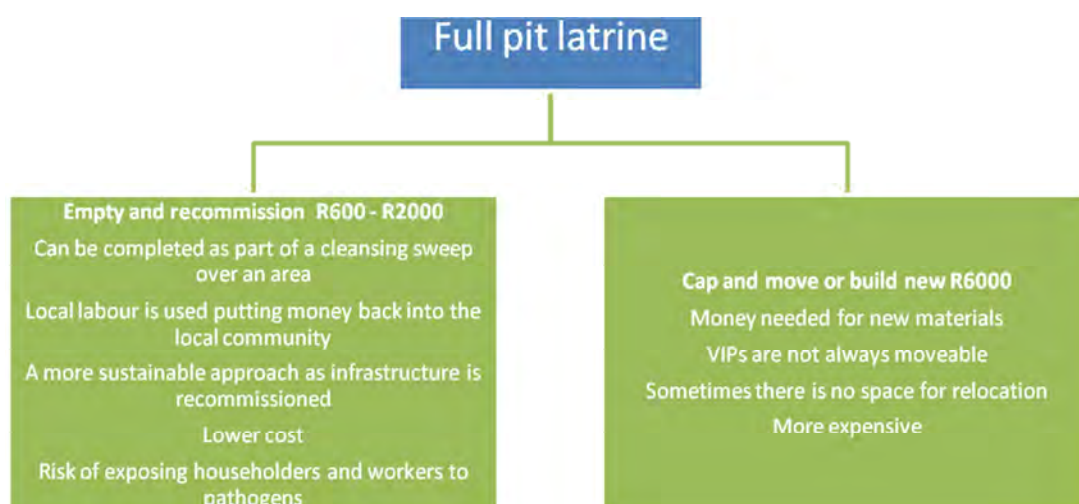 Full pit latrine
Empty and recommission R600 - R2000
Can be completed as part of a cleansing sweep
over an area
Local labour is used putting money back into the
local community
A more sustainable approach as infrastructure is
recommissioned
Lower cost
Risk of exposing householders and workers to
pathogens
Cap and move or build new R6000
Money needed for new materials
VIPs are not always moveable
Sometimes there is no space for relocation
More expensive